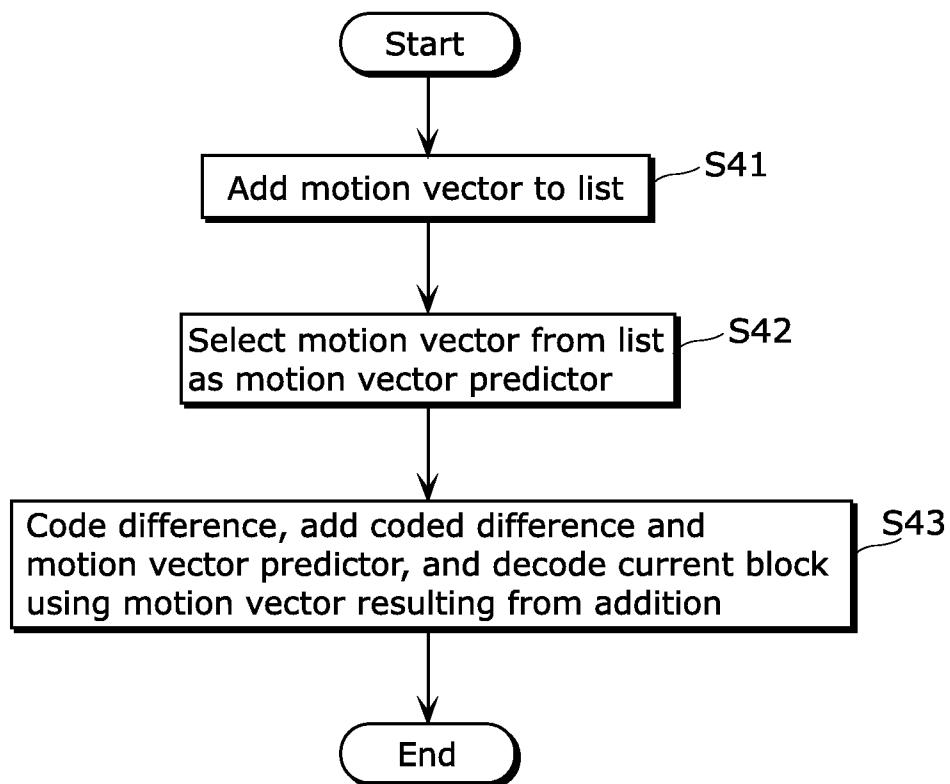 Start
Add motion vector to list
S41
Select motion vector from list
as motion vector predictor
S42
Code difference, add coded difference and
motion vector predictor, and decode current block
using motion vector resulting from addition
S43
End